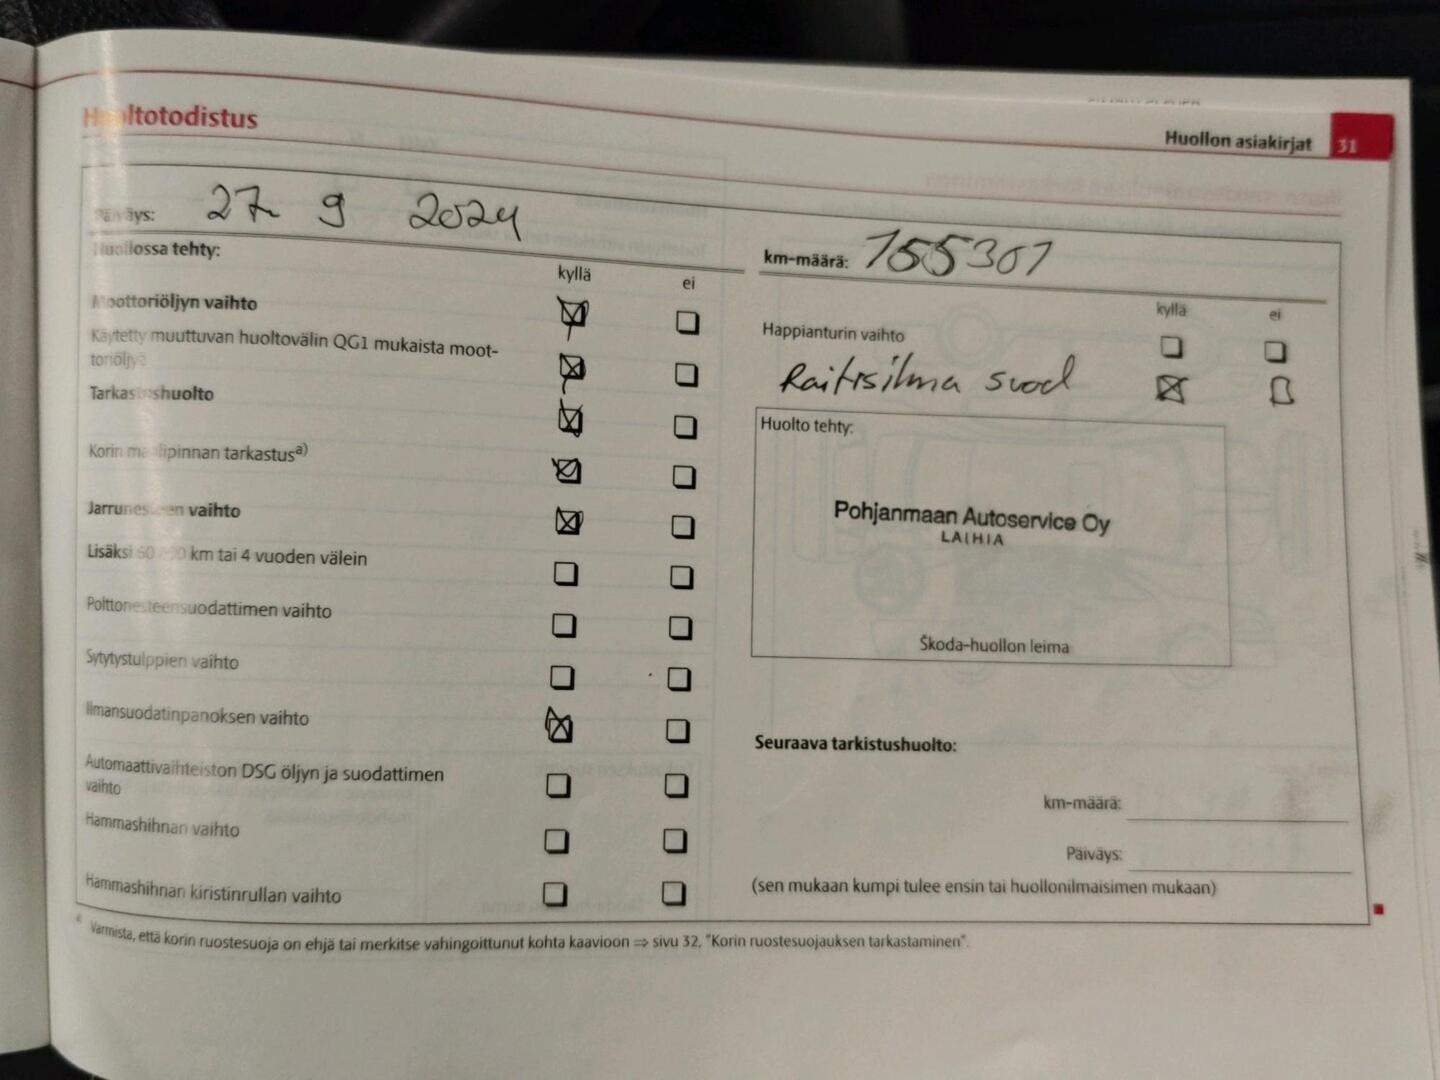 Huoltotodistus
Huollon asiakirjat 31
Päiväys: 27. 9 2024
Huollossa tehty:
kyllä ei
Moottoriöljyn vaihto
Käytetty muuttuvan huoltovälin QG1 mukaista moot-
toriöljyä
Tarkastushuolto
Korin maalipinnan tarkastus a)
Jarrunesteen vaihto
Lisäksi 60 000 km tai 4 vuoden välein
Polttonesteensuodattimen vaihto
Sytytystulppien vaihto
Ilmansuodatinpanoksen vaihto
Automaattivaihteiston DSG öljyn ja suodattimen
vaihto
Hammashihnan vaihto
Hammashihnan kiristinrullan vaihto
km-määrä: 155301
kyllä ei
Happianturin vaihto
Raitisilma suod
Huolto tehty:
Pohjanmaan Autoservice Oy
LAIHIA
Škoda-huollon leima
Seuraava tarkistushuolto:
km-määrä:
Päiväys:
(sen mukaan kumpi tulee ensin tai huollonilmaisimen mukaan)
a) Varmista, että korin ruostesuoja on ehjä tai merkitse vahingoittunut kohta kaavioon ⇒ sivu 32, "Korin ruostesuojauksen tarkastaminen".